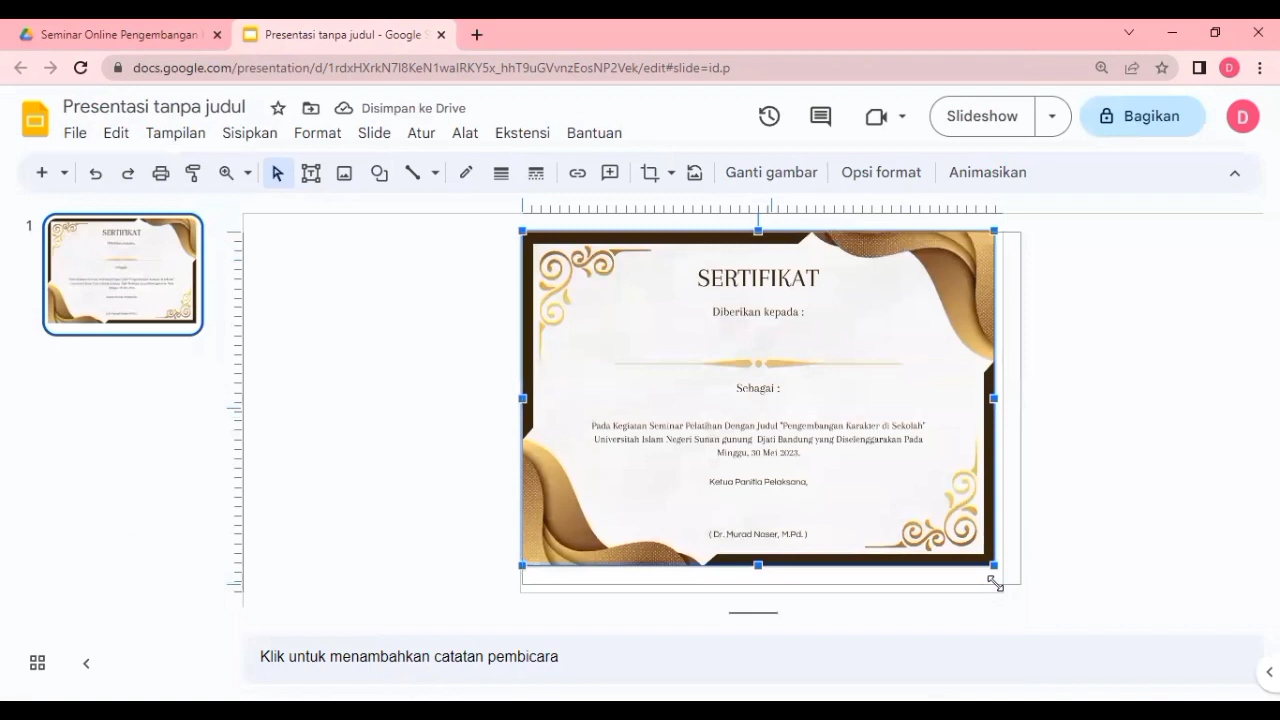 Seminar Online Pengembangan
Presentasi tanpa judul - Google S
docs.google.com/presentation/d/1rdxHXrkN7I8KeN1walRKY5x_hhT9uGVvnzEosNP2Vek/edit#slide=id.p
D
Presentasi tanpa judul
Disimpan ke Drive
File Edit Tampilan Sisipkan Format Slide Atur Alat Ekstensi Bantuan
Slideshow
Bagikan
D
Ganti gambar
Opsi format
Animasikan
1
SERTIFIKAT
Diberikan kepada :
Sebagai :
Pada Kegiatan Seminar Pelatihan Dengan Judul "Pengembangan Karakter di Sekolah"
Universitah Islam Negeri Sunan gunung Djati Bandung yang Diselenggarakan Pada
Minggu, 30 Mei 2023.
Ketua Panitia Pelaksana,
( Dr. Murad Naser, M.Pd. )
Klik untuk menambahkan catatan pembicara